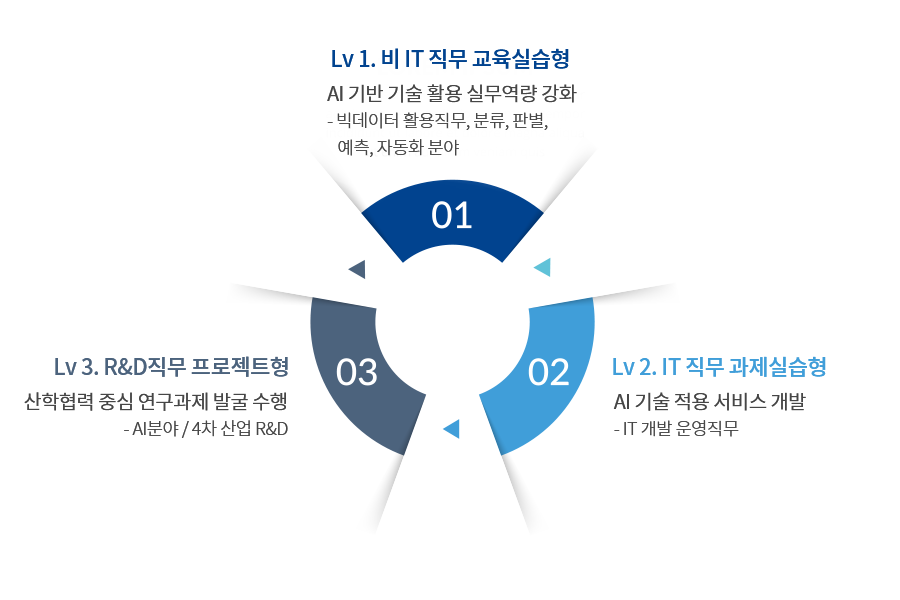 Lv 1. 비 IT 직무 교육실습형
AI 기반 기술 활용 실무역량 강화
- 빅데이터 활용직무, 분류, 판별,
예측, 자동화 분야
01
02
03
Lv 2. IT 직무 과제실습형
AI 기술 적용 서비스 개발
- IT 개발 운영직무
Lv 3. R&D직무 프로젝트형
산학협력 중심 연구과제 발굴 수행
- AI분야 / 4차 산업 R&D